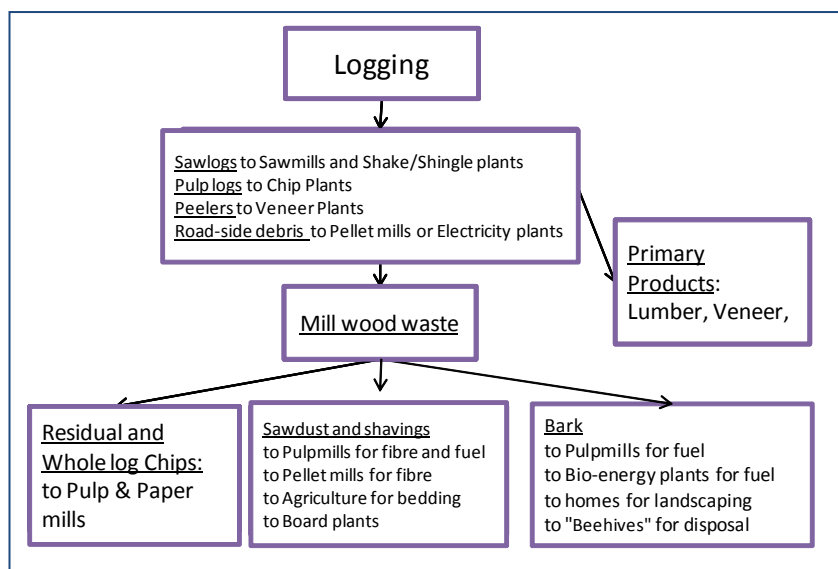 Logging
Sawlogs to Sawmills and Shake/Shingle plants
Pulp logs to Chip Plants
Peelers to Veneer Plants
Road-side debris to Pellet mills or Electricity plants
Primary
Products:
Lumber, Veneer,
Mill wood waste
Residual and
Whole log Chips:
to Pulp & Paper
mills
Sawdust and shavings
to Pulpmills for fibre and fuel
to Pellet mills for fibre
to Agriculture for bedding
to Board plants
Bark
to Pulpmills for fuel
to Bio-energy plants for fuel
to homes for landscaping
to "Beehives" for disposal